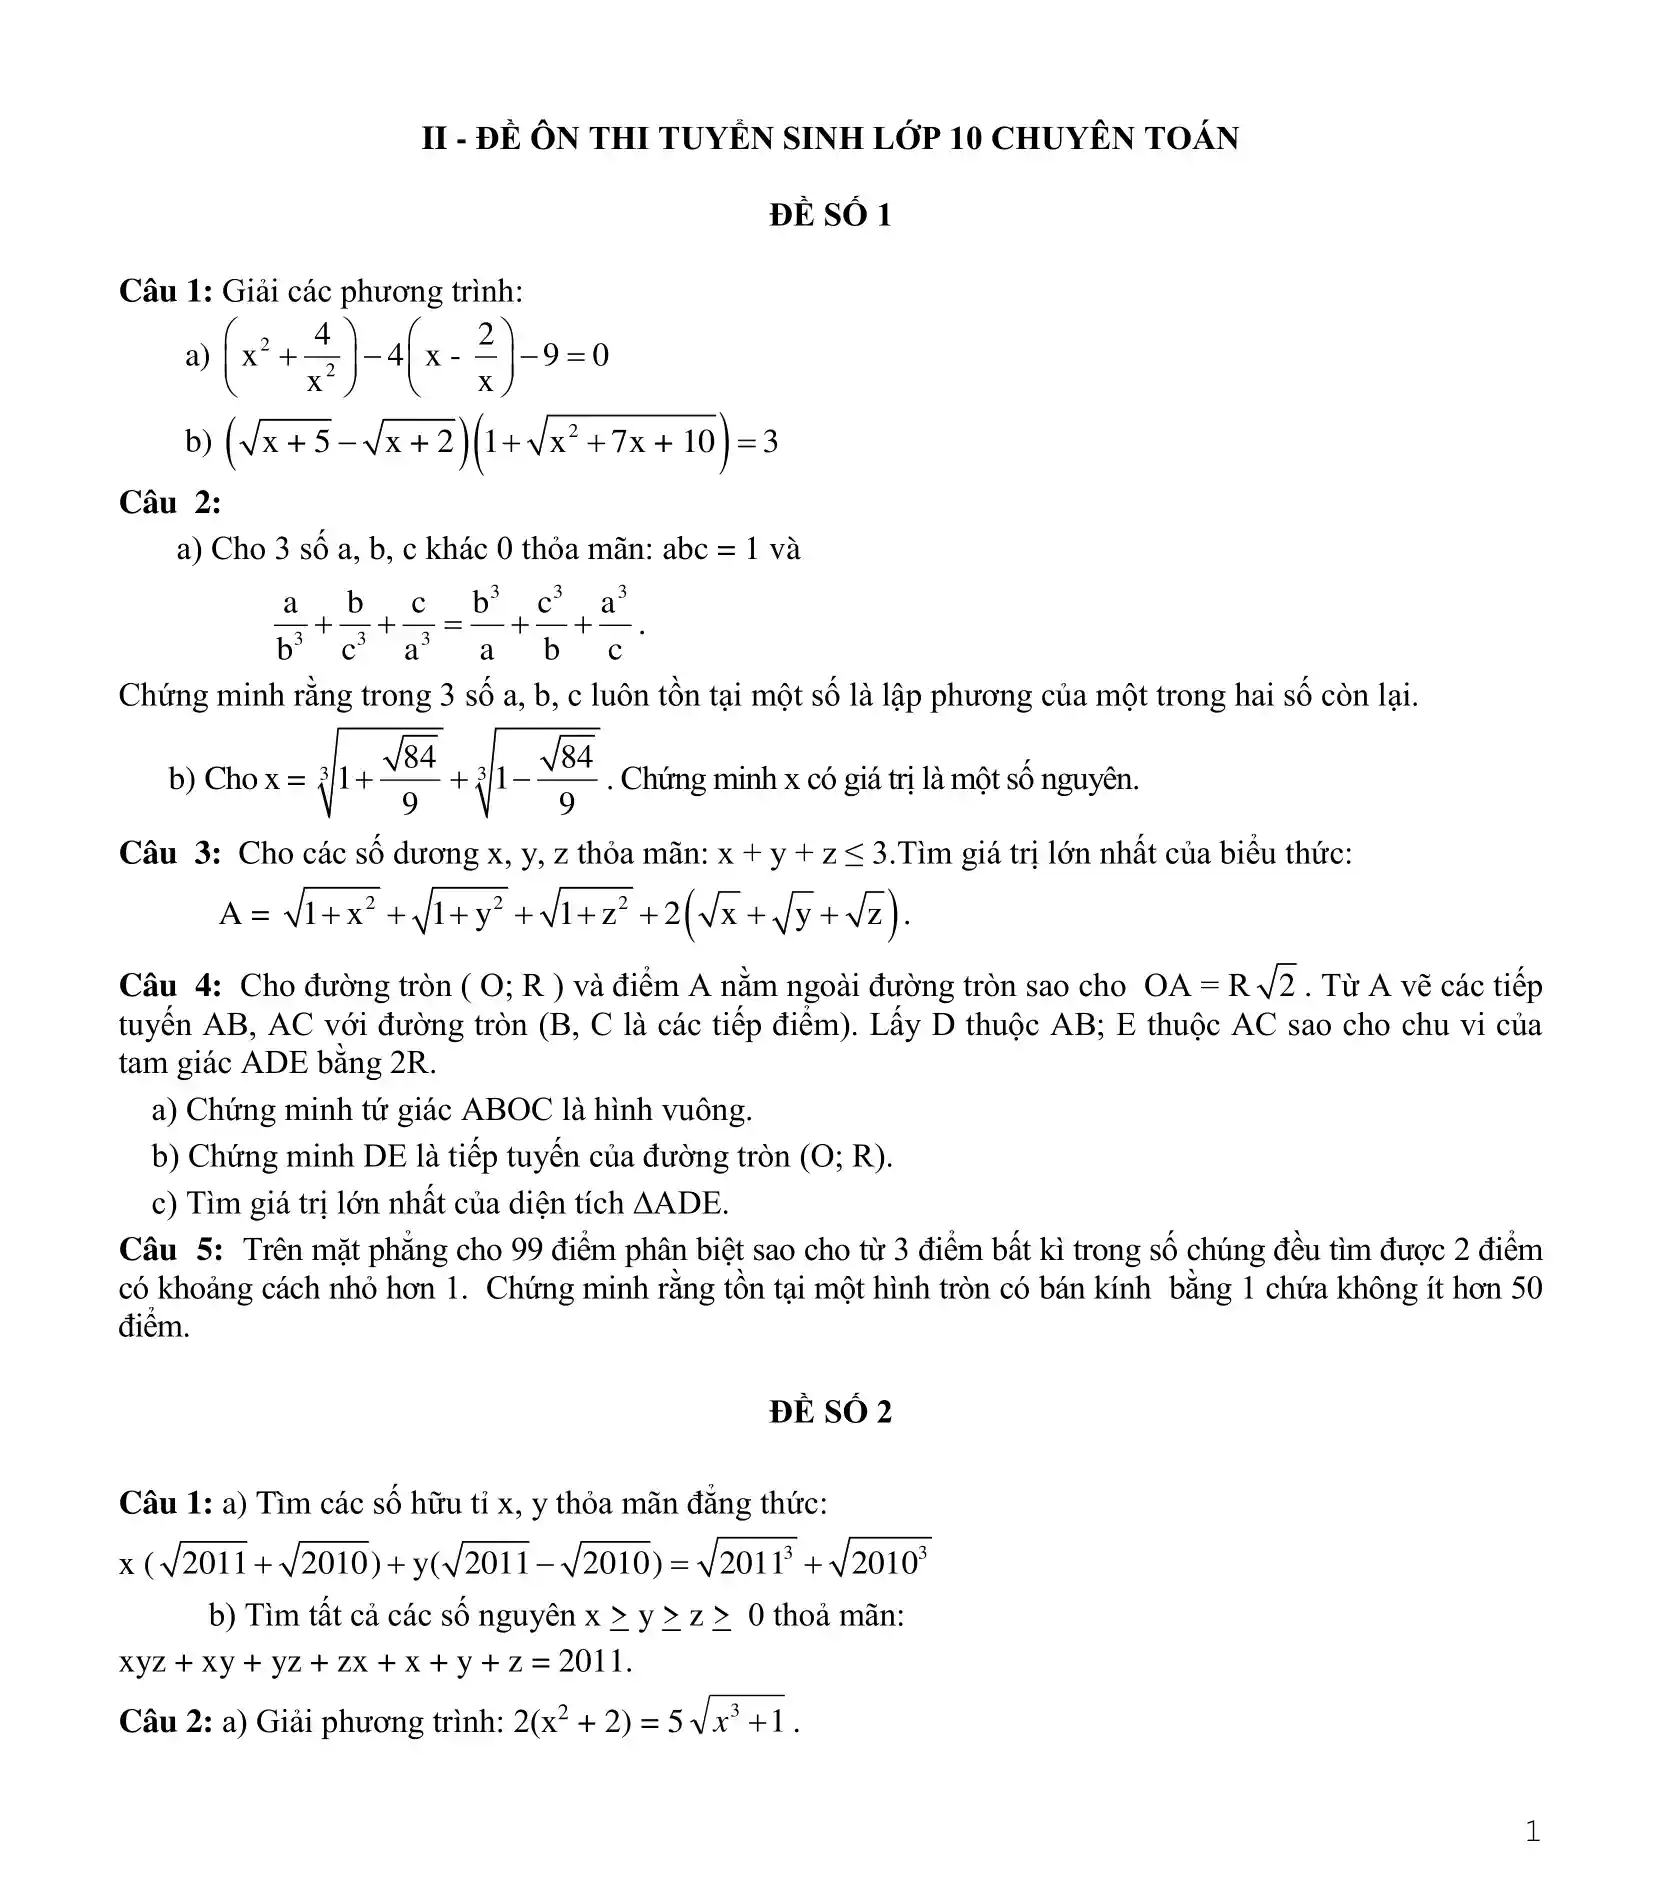 II - ĐỀ ÔN THI TUYỂN SINH LỚP 10 CHUYÊN TOÁN
ĐỀ SỐ 1
Câu 1: Giải các phương trình:
a) $\left(x^2 + \frac{4}{x^2}\right) - 4\left(x - \frac{2}{x}\right) - 9 = 0$
b) $\left(\sqrt{x+5} - \sqrt{x+2}\right)\left(1 + \sqrt{x^2 + 7x + 10}\right) = 3$
Câu 2:
a) Cho 3 số a, b, c khác 0 thỏa mãn: abc = 1 và
$\frac{a}{b^3} + \frac{b}{c^3} + \frac{c}{a^3} = \frac{b^3}{a} + \frac{c^3}{b} + \frac{a^3}{c}$.
Chứng minh rằng trong 3 số a, b, c luôn tồn tại một số là lập phương của một trong hai số còn lại.
b) Cho x = $\sqrt[3]{1 + \frac{\sqrt{84}}{9}} + \sqrt[3]{1 - \frac{\sqrt{84}}{9}}$. Chứng minh x có giá trị là một số nguyên.
Câu 3: Cho các số dương x, y, z thỏa mãn: x + y + z ≤ 3.Tìm giá trị lớn nhất của biểu thức:
A = $\sqrt{1+x^2} + \sqrt{1+y^2} + \sqrt{1+z^2} + 2\left(\sqrt{x} + \sqrt{y} + \sqrt{z}\right)$.
Câu 4: Cho đường tròn ( O; R ) và điểm A nằm ngoài đường tròn sao cho OA = R$\sqrt{2}$ . Từ A vẽ các tiếp
tuyến AB, AC với đường tròn (B, C là các tiếp điểm). Lấy D thuộc AB; E thuộc AC sao cho chu vi của
tam giác ADE bằng 2R.
a) Chứng minh tứ giác ABOC là hình vuông.
b) Chứng minh DE là tiếp tuyến của đường tròn (O; R).
c) Tìm giá trị lớn nhất của diện tích ΔADE.
Câu 5: Trên mặt phẳng cho 99 điểm phân biệt sao cho từ 3 điểm bất kì trong số chúng đều tìm được 2 điểm
có khoảng cách nhỏ hơn 1. Chứng minh rằng tồn tại một hình tròn có bán kính bằng 1 chứa không ít hơn 50
điểm.
ĐỀ SỐ 2
Câu 1: a) Tìm các số hữu tỉ x, y thỏa mãn đẳng thức:
x ($\sqrt{2011} + \sqrt{2010}$) + y($\sqrt{2011} - \sqrt{2010}$) = $\sqrt{2011^3} + \sqrt{2010^3}$
b) Tìm tất cả các số nguyên x ≥ y ≥ z ≥ 0 thoả mãn:
xyz + xy + yz + zx + x + y + z = 2011.
Câu 2: a) Giải phương trình: 2(x² + 2) = 5$\sqrt{x^3+1}$ .
1